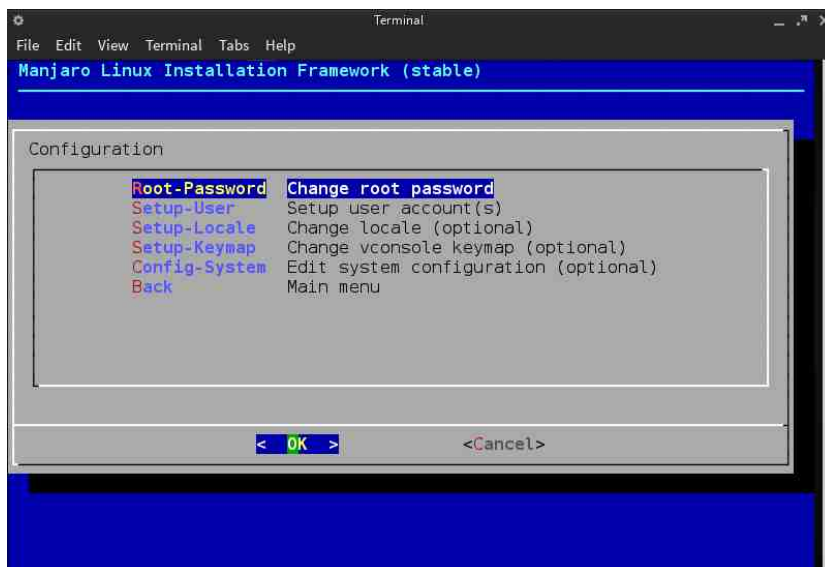 Terminal
File Edit View Terminal Tabs Help
Manjaro Linux Installation Framework (stable)
Configuration
Root-Password Change root password
Setup-User Setup user account(s)
Setup-Locale Change locale (optional)
Setup-Keymap Change vconsole keymap (optional)
Config-System Edit system configuration (optional)
Back Main menu
< OK > <Cancel>